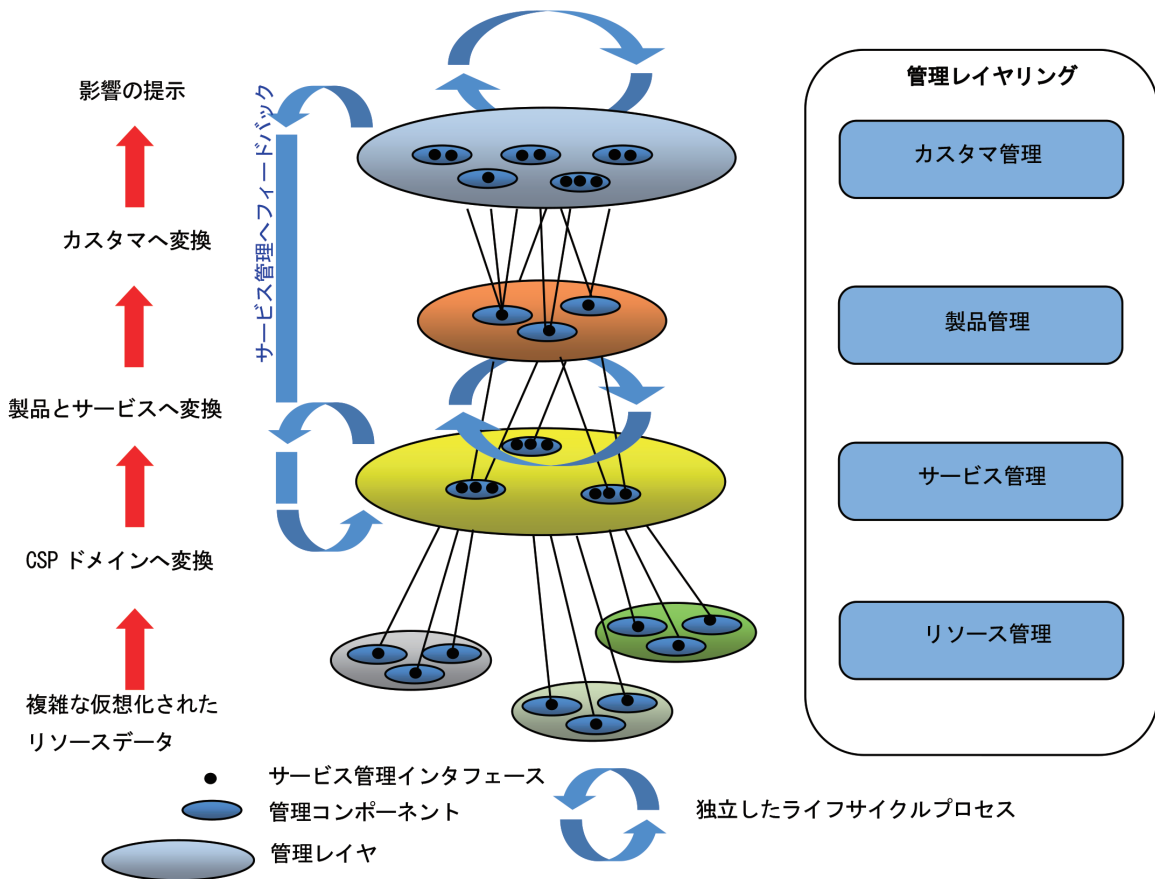 影響の提示
カスタマへ変換
製品とサービスへ変換
CSP ドメインへ変換
複雑な仮想化された
リソースデータ
サービス管理へフィードバック
管理レイヤリング
カスタマ管理
製品管理
サービス管理
リソース管理
サービス管理インタフェース
管理コンポーネント
管理レイヤ
独立したライフサイクルプロセス